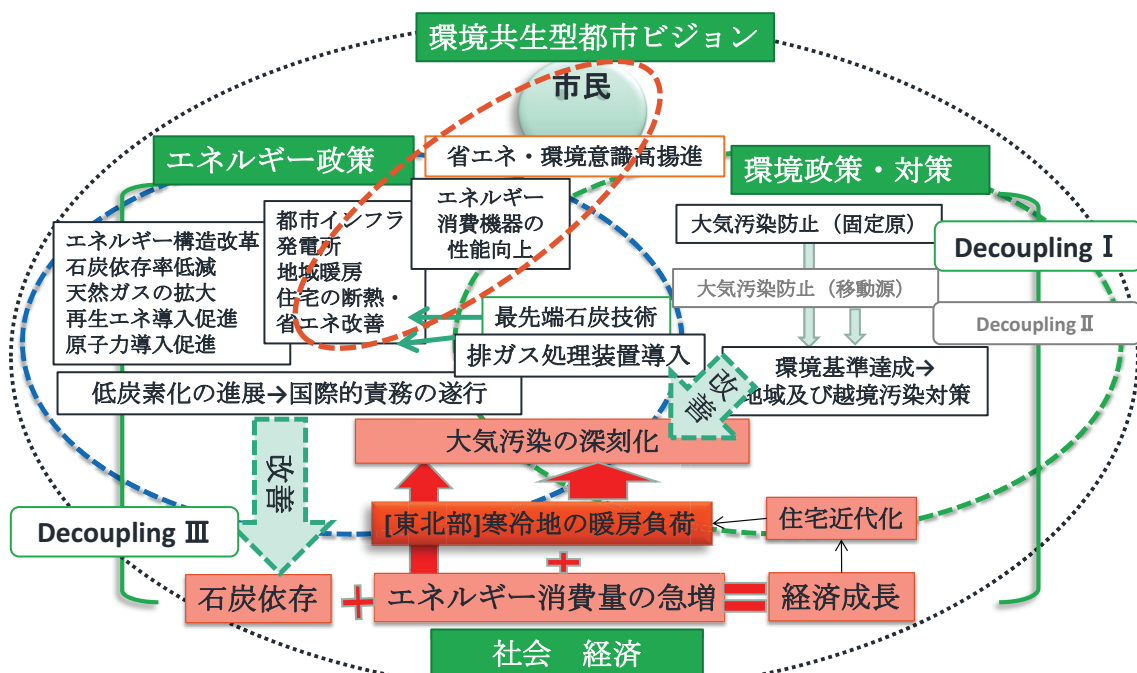 環境共生型都市ビジョン
市民
エネルギー政策
省エネ・環境意識高揚進
環境政策・対策
エネルギー構造改革
石炭依存率低減
天然ガスの拡大
再生エネ導入促進
原子力導入促進
都市インフラ
発電所
地域暖房
住宅の断熱・
省エネ改善
エネルギー
消費機器の
性能向上
大気汚染防止（固定原）
Decoupling Ⅰ
大気汚染防止（移動源）
Decoupling Ⅱ
最先端石炭技術
排ガス処理装置導入
環境基準達成→
地域及び越境汚染対策
低炭素化の進展→国際的責務の遂行
改善
大気汚染の深刻化
改善
[東北部]寒冷地の暖房負荷
住宅近代化
Decoupling Ⅲ
石炭依存
+
エネルギー消費量の急増
+
=
経済成長
社会　経済